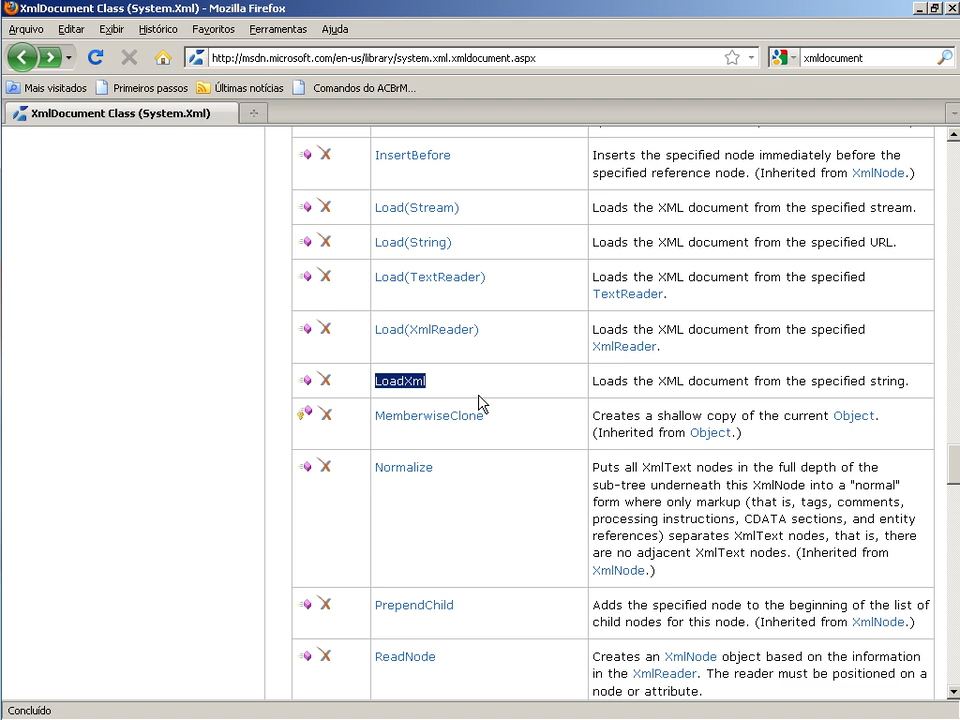 XmlDocument Class (System.Xml) - Mozilla Firefox
Arquivo Editar Exibir Histórico Favoritos Ferramentas Ajuda
http://msdn.microsoft.com/en-us/library/system.xml.xmldocument.aspx
xmldocument
Mais visitados Primeiros passos Últimas notícias Comandos do ACBrM...
XmlDocument Class (System.Xml)
InsertBefore Inserts the specified node immediately before the
specified reference node. (Inherited from XmlNode.)
Load(Stream) Loads the XML document from the specified stream.
Load(String) Loads the XML document from the specified URL.
Load(TextReader) Loads the XML document from the specified
TextReader.
Load(XmlReader) Loads the XML document from the specified
XmlReader.
LoadXml Loads the XML document from the specified string.
MemberwiseClone Creates a shallow copy of the current Object.
(Inherited from Object.)
Normalize Puts all XmlText nodes in the full depth of the
sub-tree underneath this XmlNode into a "normal"
form where only markup (that is, tags, comments,
processing instructions, CDATA sections, and entity
references) separates XmlText nodes, that is, there
are no adjacent XmlText nodes. (Inherited from
XmlNode.)
PrependChild Adds the specified node to the beginning of the list of
child nodes for this node. (Inherited from XmlNode.)
ReadNode Creates an XmlNode object based on the information
in the XmlReader. The reader must be positioned on a
node or attribute.
Concluído